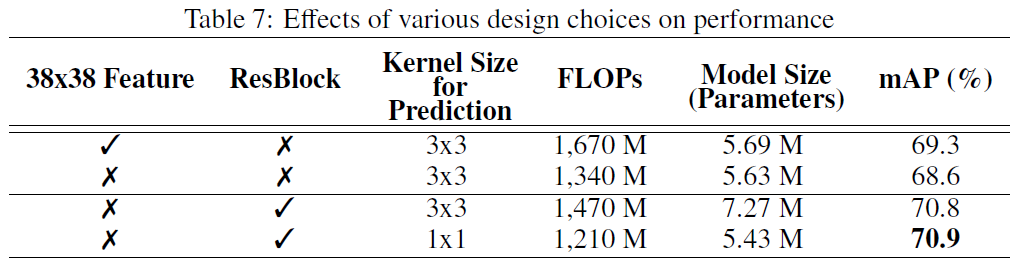 Table 7: Effects of various design choices on performance
38x38 Feature ResBlock Kernel Size for Prediction FLOPs Model Size (Parameters) mAP (%)
✓ ✗ 3x3 1,670 M 5.69 M 69.3
✗ ✗ 3x3 1,340 M 5.63 M 68.6
✗ ✓ 3x3 1,470 M 7.27 M 70.8
✗ ✓ 1x1 1,210 M 5.43 M 70.9